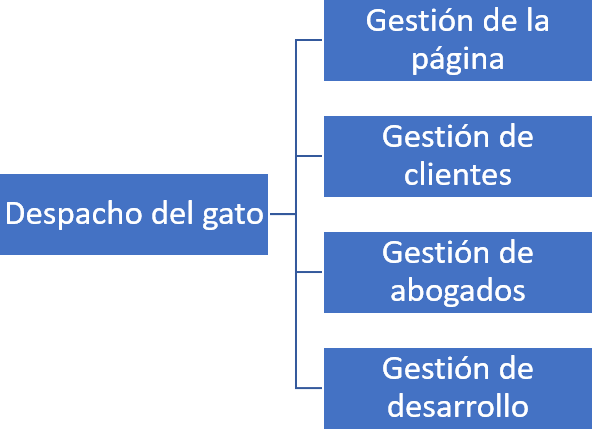 Gestión de la
página
Gestión de
clientes
Despacho del gato
Gestión de
abogados
Gestión de
desarrollo